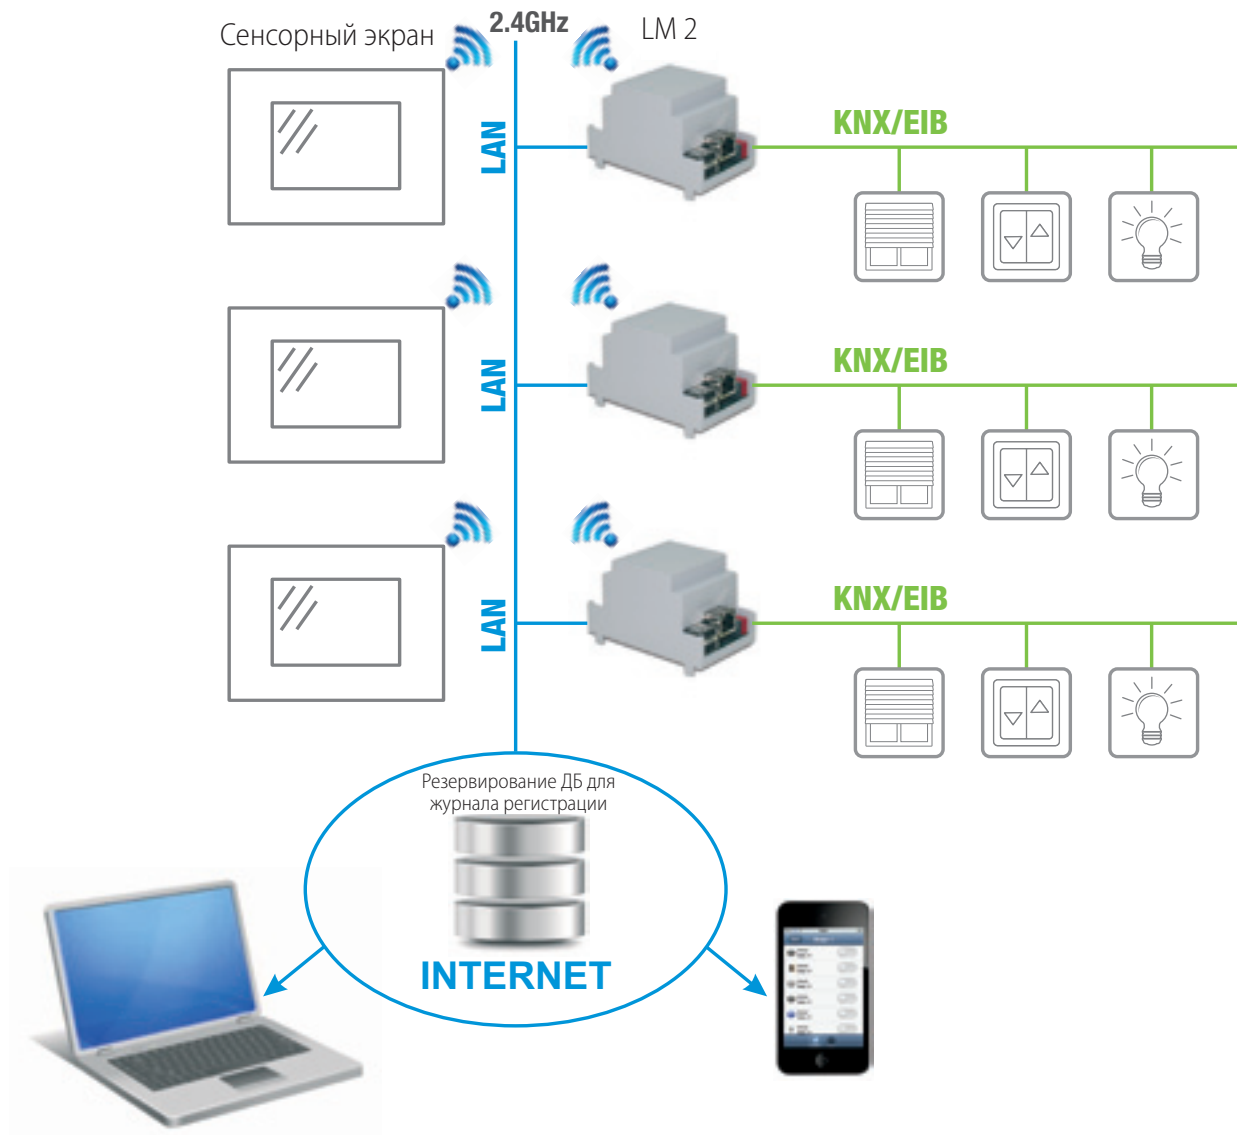 Сенсорный экран
2.4GHz
LM 2
LAN
KNX/EIB
LAN
KNX/EIB
LAN
KNX/EIB
Резервирование ДБ для
журнала регистрации
INTERNET